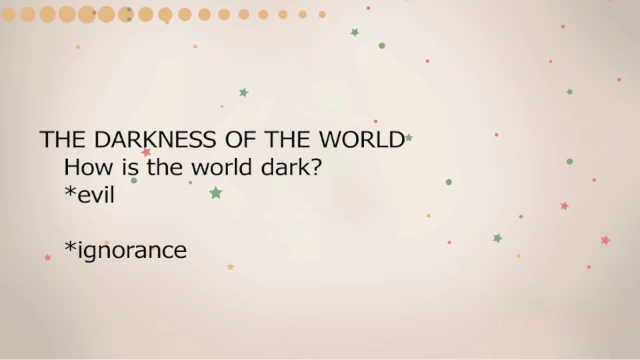 THE DARKNESS OF THE WORLD
How is the world dark?
*evil
*ignorance